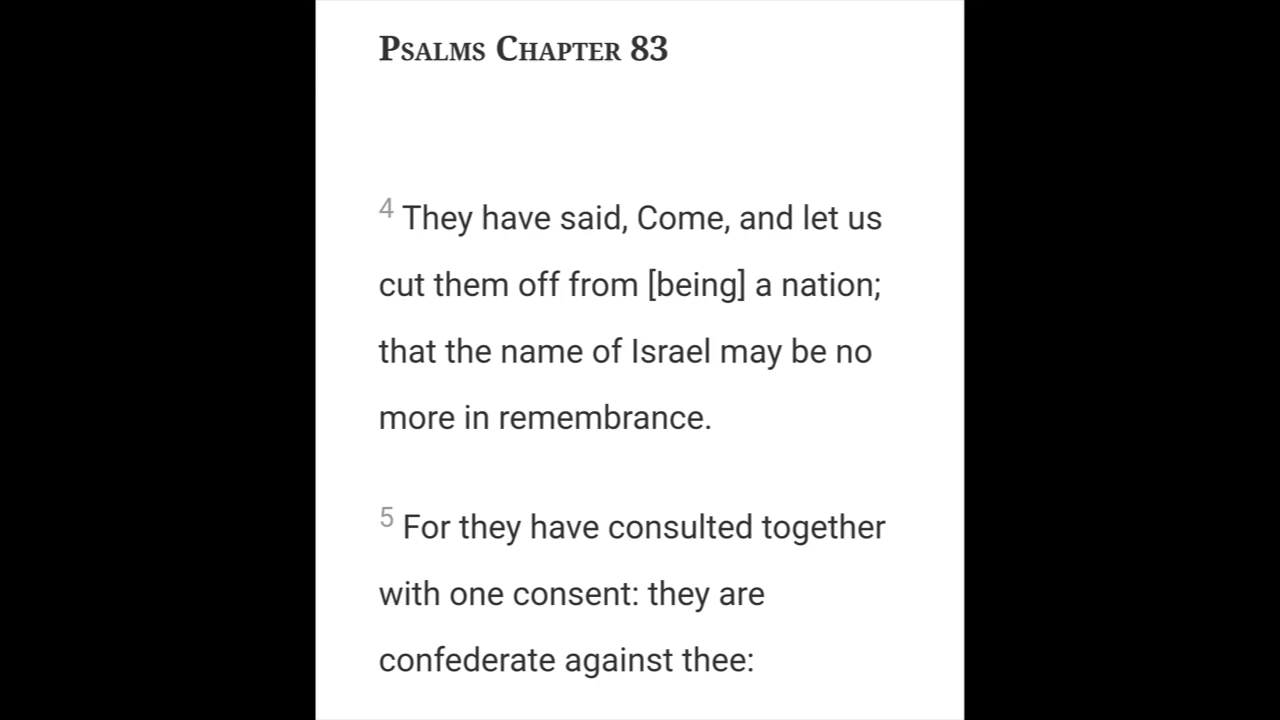 Psalms Chapter 83
4 They have said, Come, and let us
cut them off from [being] a nation;
that the name of Israel may be no
more in remembrance.
5 For they have consulted together
with one consent: they are
confederate against thee: